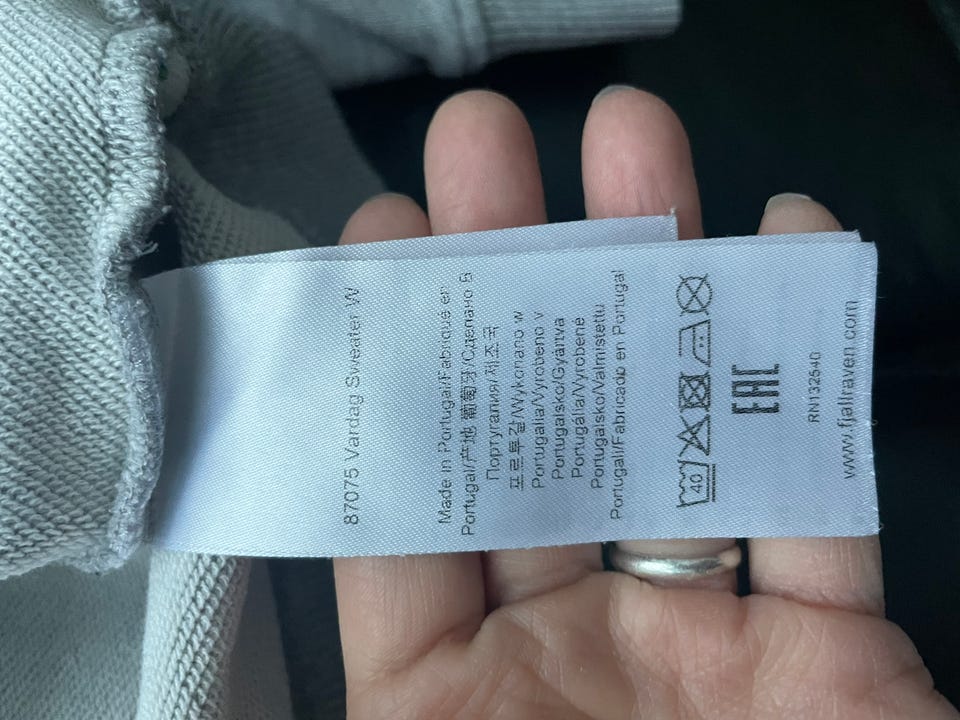 87075 Vardag Sweater W
Made in Portugal/Fabriqué en
Portugal/产地 葡萄牙/Сделано в
Португалия/제조국
포르투갈/Wykonano w
Portugalia/Vyrobeno v
Portugalsko/Gyártva
Portugália/Vyrobené
Portugalsko/Valmistettu
Portugali/Fabricado en Portugal
40
EAC
RN132540
www.fjallraven.com